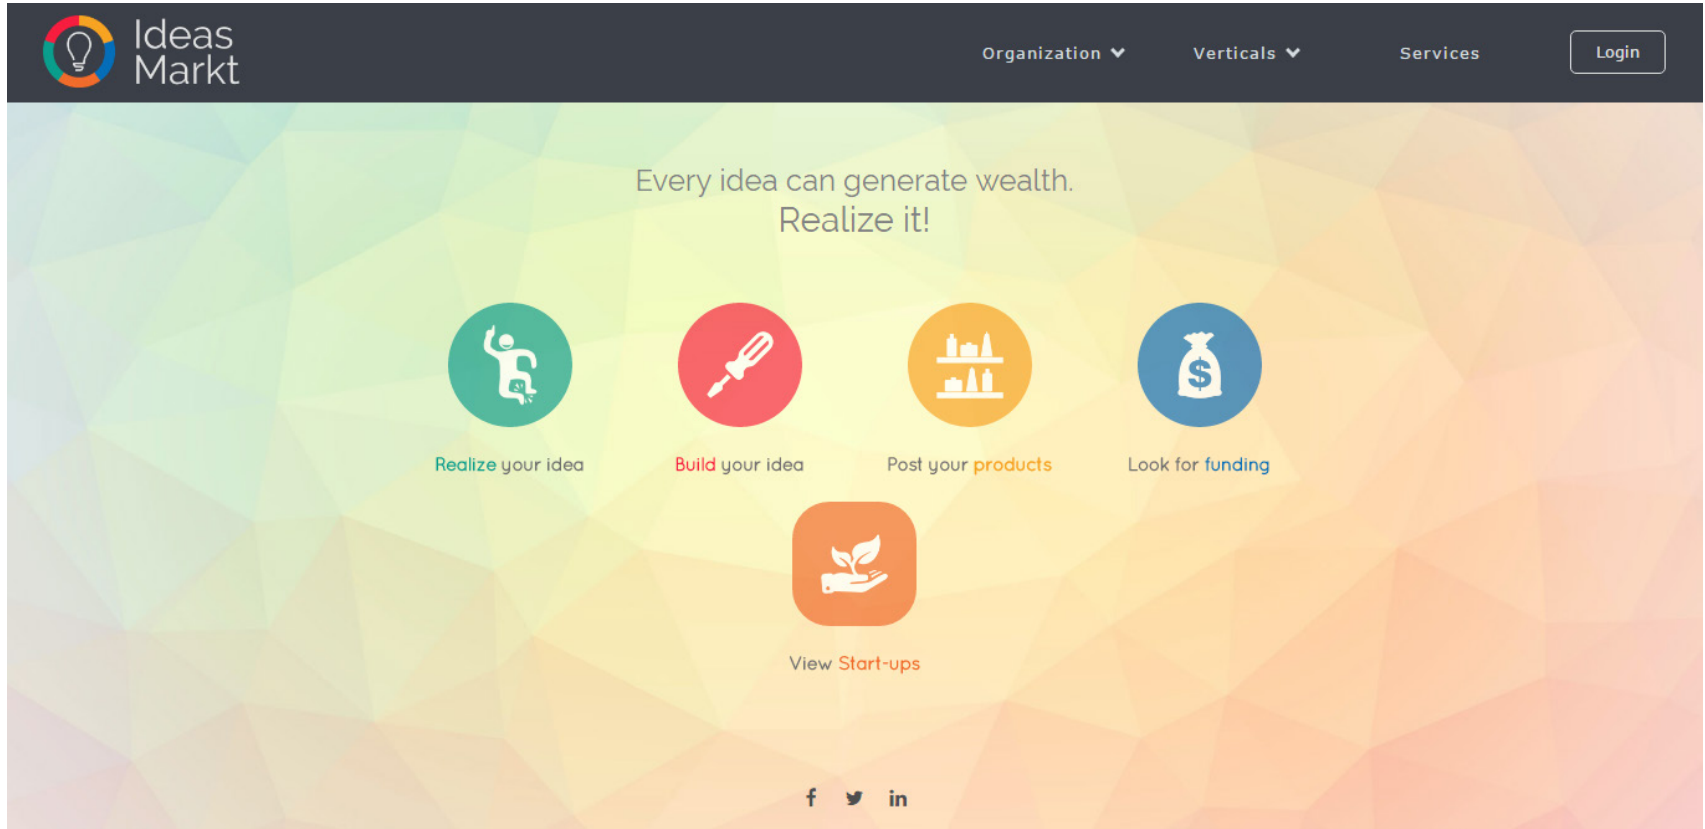 Ideas
Markt
Organization
Verticals
Services
Login
Every idea can generate wealth.
Realize it!
$
Realize your idea
Build your idea
Post your products
Look for funding
View Start-ups
f
in